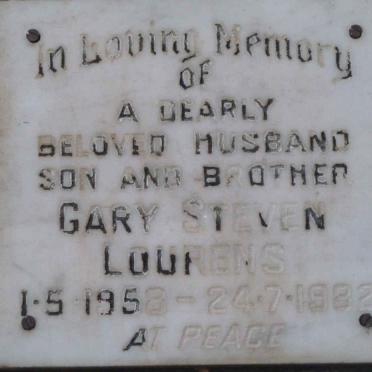 In Loving Memory
OF
A DEARLY
BELOVED HUSBAND
SON AND BROTHER
GARY STEVEN
LOURENS
1·5·1958 – 24·7·1982
AT PEACE